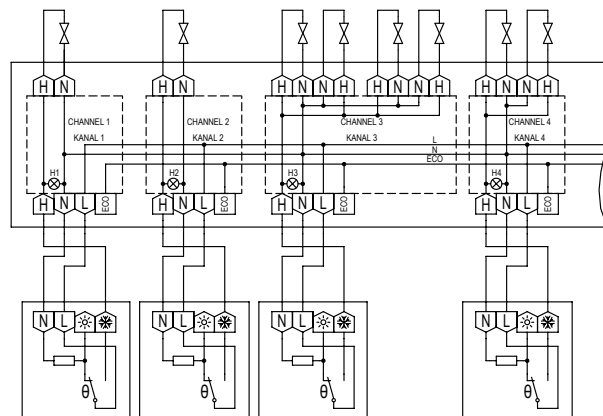 H N H N H N N H H N N H H N N H
CHANNEL 1 CHANNEL 2 CHANNEL 3 CHANNEL 4
KANAL 1 KANAL 2 KANAL 3 KANAL 4
L
N
ECO
H1 H2 H3 H4
H N L ECO H N L ECO H N L ECO H N L ECO
N L N L N L N L
θ θ θ θ